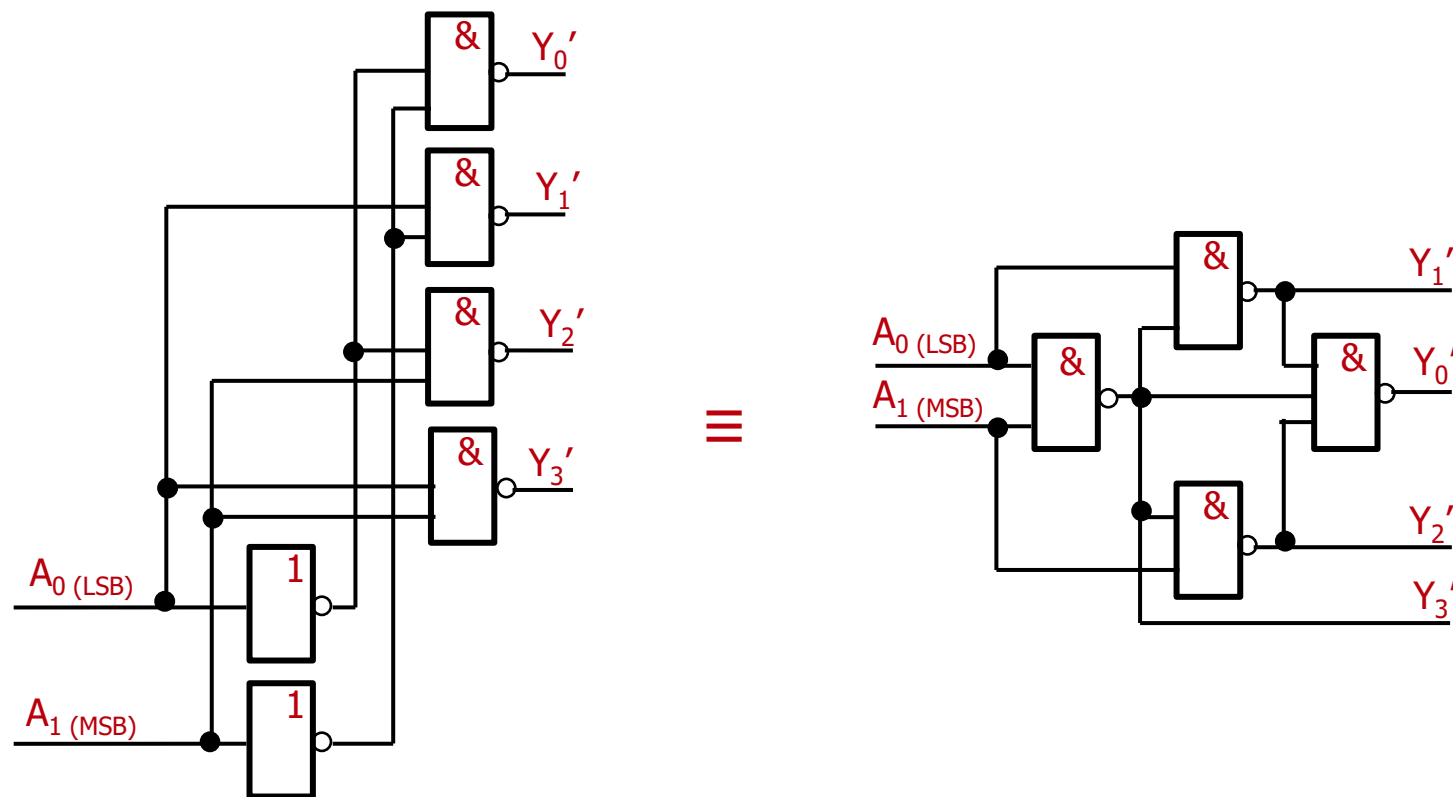 &
Y₀′
&
Y₁′
&
Y₂′
&
Y₃′
1
A₀ (LSB)
1
A₁ (MSB)
≡
&
Y₁′
A₀ (LSB)
&
&
Y₀′
A₁ (MSB)
&
Y₂′
Y₃′